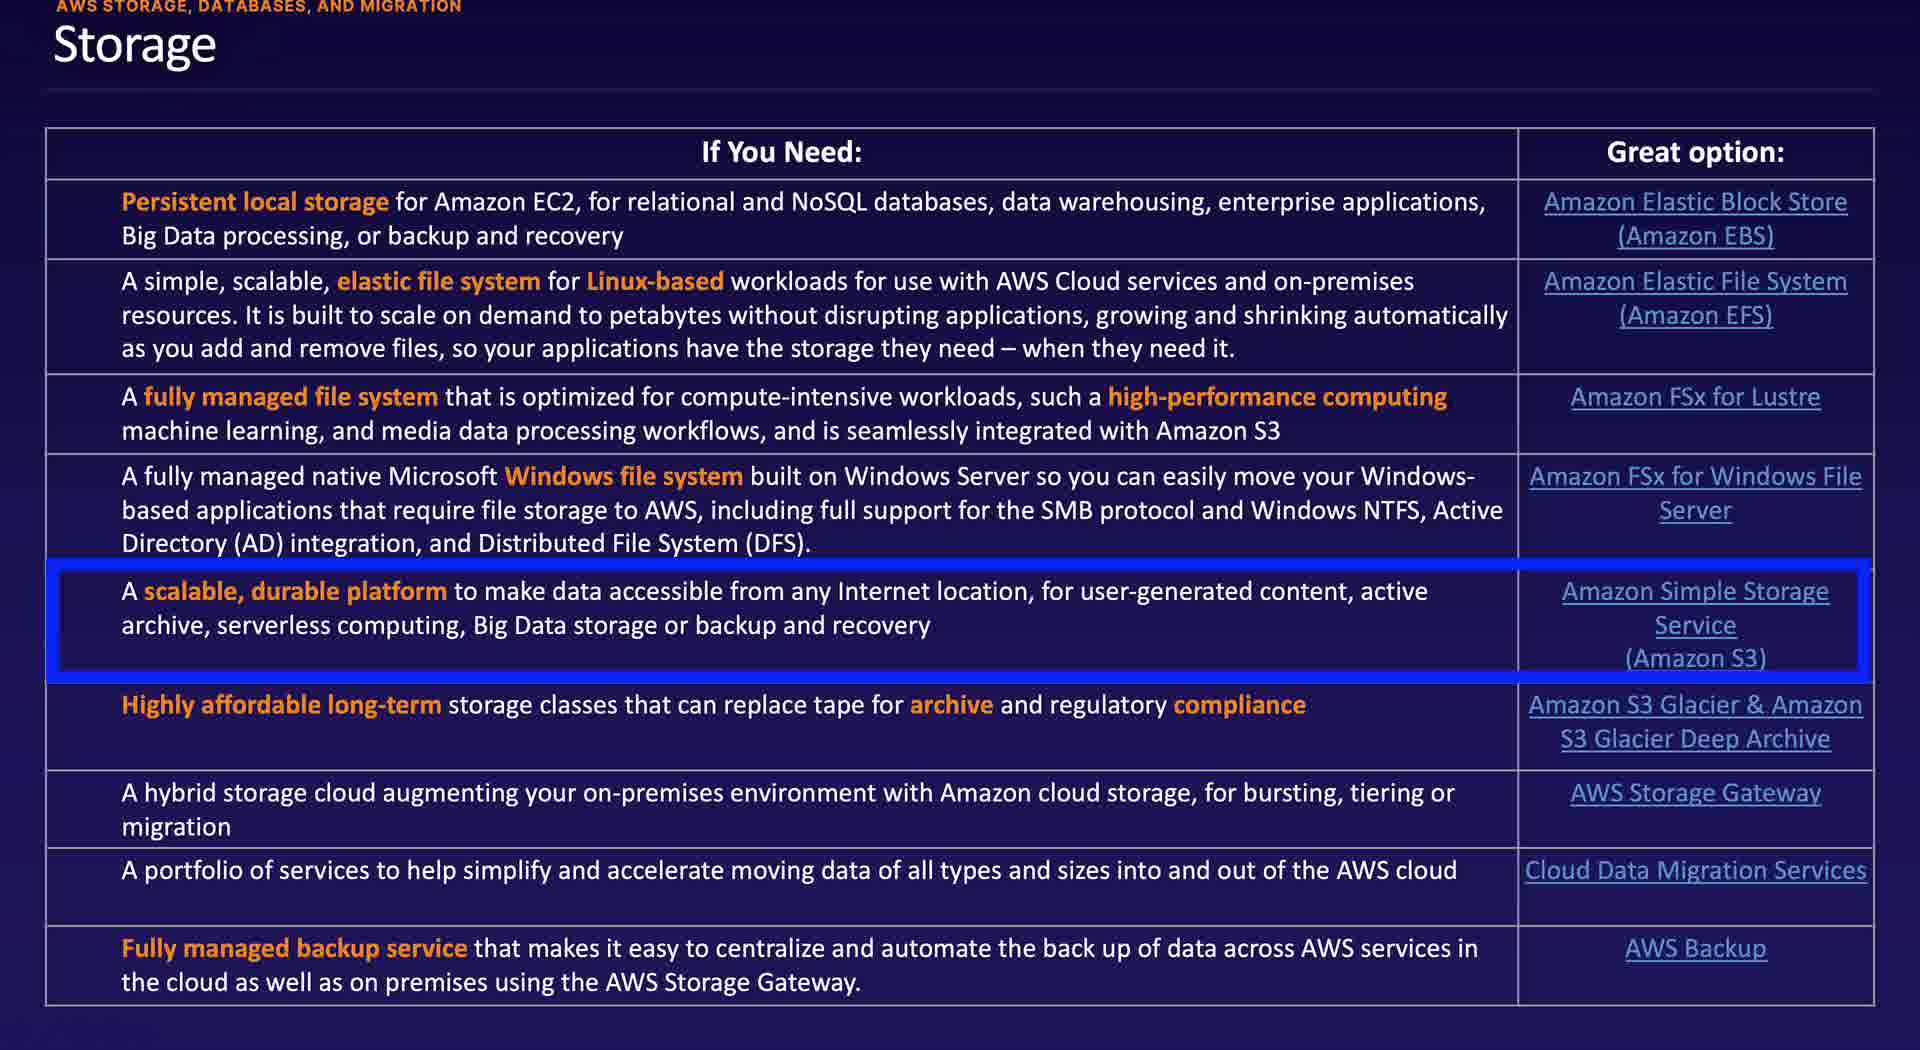 AWS STORAGE, DATABASES, AND MIGRATION
Storage
If You Need:
Great option:
Persistent local storage for Amazon EC2, for relational and NoSQL databases, data warehousing, enterprise applications,
Big Data processing, or backup and recovery
Amazon Elastic Block Store
(Amazon EBS)
A simple, scalable, elastic file system for Linux-based workloads for use with AWS Cloud services and on-premises
resources. It is built to scale on demand to petabytes without disrupting applications, growing and shrinking automatically
as you add and remove files, so your applications have the storage they need – when they need it.
Amazon Elastic File System
(Amazon EFS)
A fully managed file system that is optimized for compute-intensive workloads, such a high-performance computing
machine learning, and media data processing workflows, and is seamlessly integrated with Amazon S3
Amazon FSx for Lustre
A fully managed native Microsoft Windows file system built on Windows Server so you can easily move your Windows-
based applications that require file storage to AWS, including full support for the SMB protocol and Windows NTFS, Active
Directory (AD) integration, and Distributed File System (DFS).
Amazon FSx for Windows File
Server
A scalable, durable platform to make data accessible from any Internet location, for user-generated content, active
archive, serverless computing, Big Data storage or backup and recovery
Amazon Simple Storage
Service
(Amazon S3)
Highly affordable long-term storage classes that can replace tape for archive and regulatory compliance
Amazon S3 Glacier & Amazon
S3 Glacier Deep Archive
A hybrid storage cloud augmenting your on-premises environment with Amazon cloud storage, for bursting, tiering or
migration
AWS Storage Gateway
A portfolio of services to help simplify and accelerate moving data of all types and sizes into and out of the AWS cloud
Cloud Data Migration Services
Fully managed backup service that makes it easy to centralize and automate the back up of data across AWS services in
the cloud as well as on premises using the AWS Storage Gateway.
AWS Backup